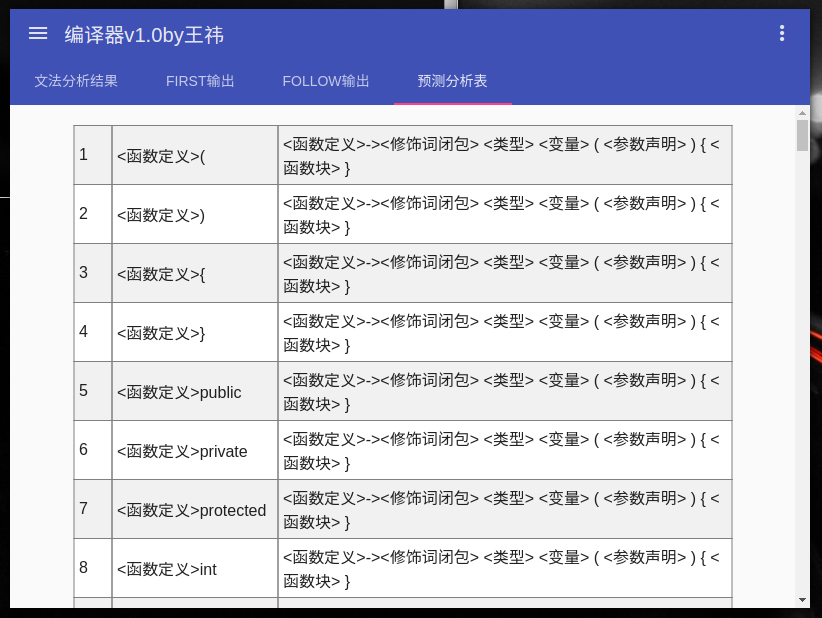 编译器v1.0by王祎
文法分析结果 FIRST输出 FOLLOW输出 预测分析表
1 <函数定义>( <函数定义>-><修饰词闭包> <类型> <变量> ( <参数声明> ) { <
函数块> }
2 <函数定义>) <函数定义>-><修饰词闭包> <类型> <变量> ( <参数声明> ) { <
函数块> }
3 <函数定义>{ <函数定义>-><修饰词闭包> <类型> <变量> ( <参数声明> ) { <
函数块> }
4 <函数定义>} <函数定义>-><修饰词闭包> <类型> <变量> ( <参数声明> ) { <
函数块> }
5 <函数定义>public <函数定义>-><修饰词闭包> <类型> <变量> ( <参数声明> ) { <
函数块> }
6 <函数定义>private <函数定义>-><修饰词闭包> <类型> <变量> ( <参数声明> ) { <
函数块> }
7 <函数定义>protected <函数定义>-><修饰词闭包> <类型> <变量> ( <参数声明> ) { <
函数块> }
8 <函数定义>int <函数定义>-><修饰词闭包> <类型> <变量> ( <参数声明> ) { <
函数块> }